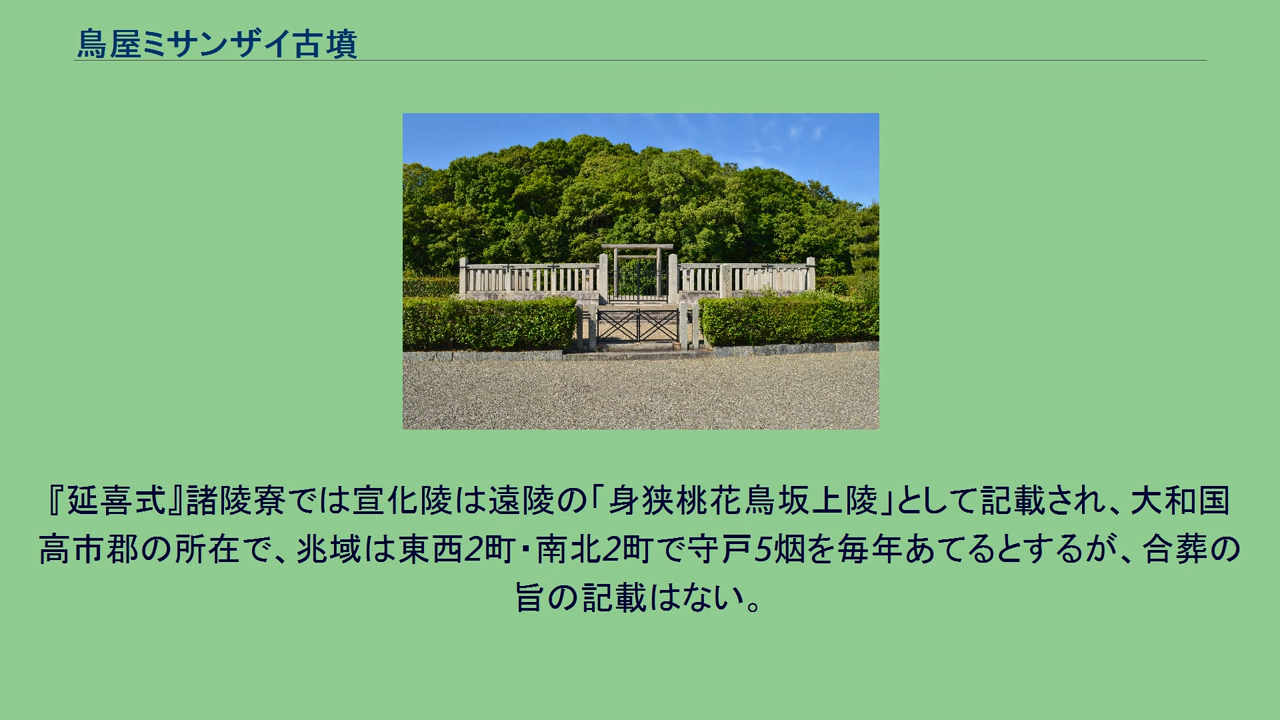 鳥屋ミサンザイ古墳
『延喜式』諸陵寮では宣化陵は遠陵の「身狭桃花鳥坂上陵」として記載され、大和国
高市郡の所在で、兆域は東西2町・南北2町で守戸5烟を毎年あてるとするが、合葬の
旨の記載はない。